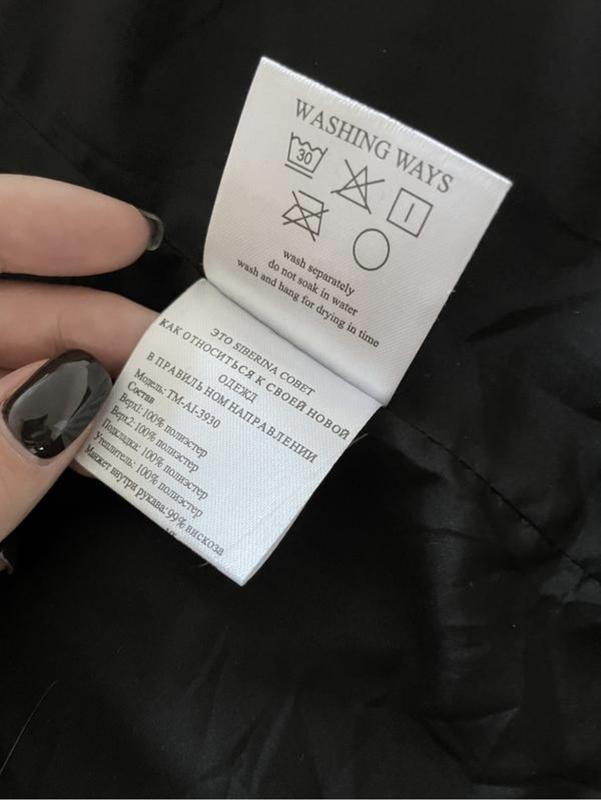 WASHING WAYS
30
wash separately
do not soak in water
wash and hang for drying in time
ЭТО SIBERINA СОВЕТ
КАК ОТНОСИТЬСЯ К СВОЕЙ НОВОЙ
ОДЕЖД
В ПРАВИЛЬ НОМ НАПРАВЛЕНИИ
Модель: TM-A1-3930
Состав
Верх1: 100% полиэстер
Верх2: 100% полиэстер
Подкладка: 100% полиэстер
Утеплитель: 100% полиэстер
Манжет внутри рукава: 99% вискоза